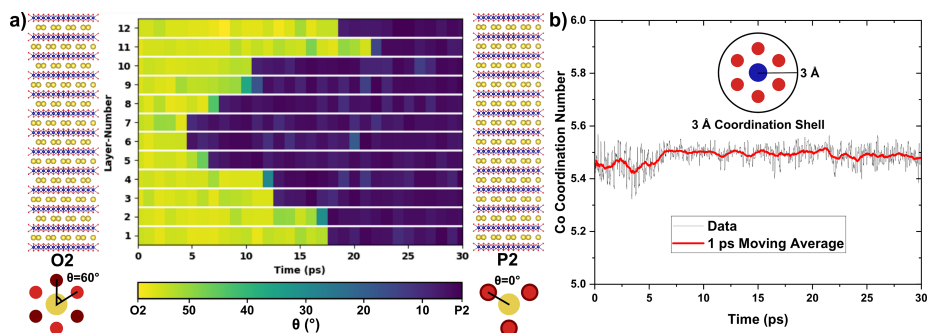 a)
12
11
10
9
8
7
6
5
4
3
2
1
Layer-Number
0
5
10
15
20
25
30
Time (ps)
O2
θ=60°
P2
θ=0°
O2
50
40
30
20
10
P2
θ (°)
b)
6.0
5.8
5.6
5.4
5.2
5.0
Co Coordination Number
3 Å
3 Å Coordination Shell
Data
1 ps Moving Average
0
5
10
15
20
25
30
Time (ps)